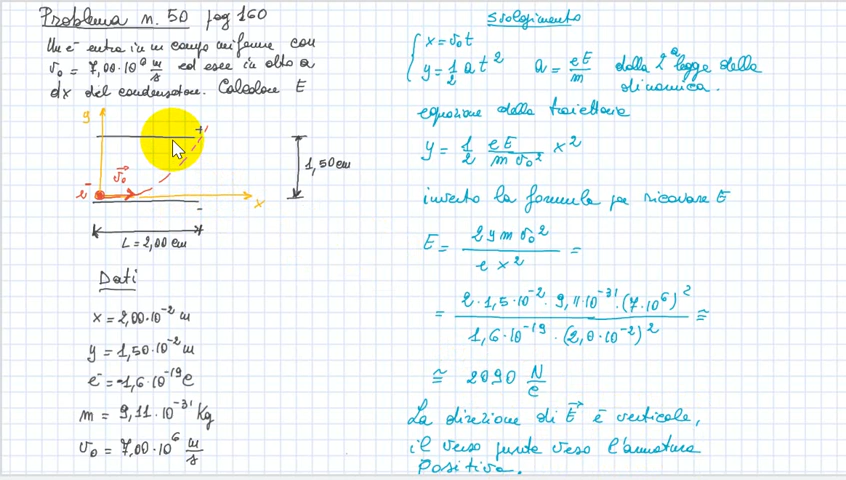 Problema n. 50 pag 160
Un e⁻ entra in un campo uniforme con
v₀ = 7,00·10⁶ m/s ed esce in alto a
dx del condensatore. Calcolare E
y
+
e⁻
v₀
x
-
1,50 cm
L = 2,00 cm
Dati
x = 2,00·10⁻² m
y = 1,50·10⁻² m
e⁻ = -1,6·10⁻¹⁹ C
m = 9,11·10⁻³¹ Kg
v₀ = 7,00·10⁶ m/s
Svolgimento
x = v₀t
y = 1/2 a t² a = eE/m dalla 2ᵃ legge della
dinamica.
equazione della traiettoria
y = 1/2 eE/(m v₀²) x²
inverto la formula per ricavare E
E = 2 y m v₀² / (e x²) =
= 2·1,5·10⁻²·9,11·10⁻³¹·(7·10⁶)² / (1,6·10⁻¹⁹·(2,0·10⁻²)²) ≅
≅ 2090 N/C
La direzione di E è verticale,
il verso punta verso l'armatura
positiva.